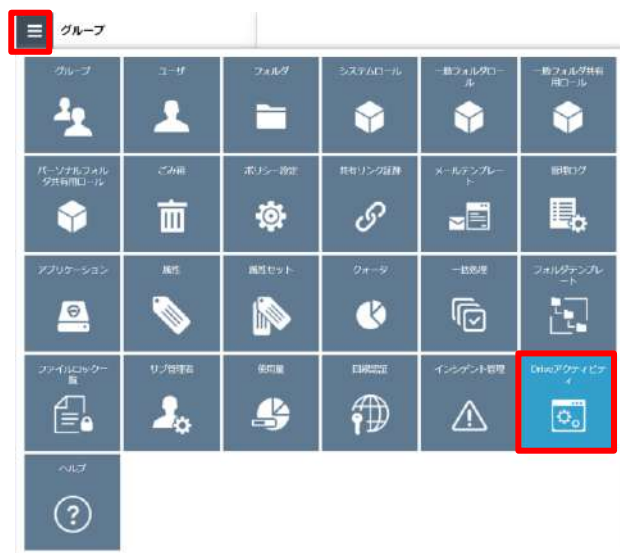 グループ
グループ
ユーザ
フォルダ
システムロール
一般フォルダロー
ル
一般フォルダ共有
用ロール
パーソナルフォル
ダ共有用ロール
ごみ箱
ポリシー設定
共有リンク証跡
メールテンプレー
ト
管理ログ
アプリケーション
属性
属性セット
クォータ
一括処理
フォルダテンプレ
ート
ファイルロック一
覧
サブ管理者
使用量
回線認証
インシデント管理
Driveアクティビテ
ィ
ヘルプ